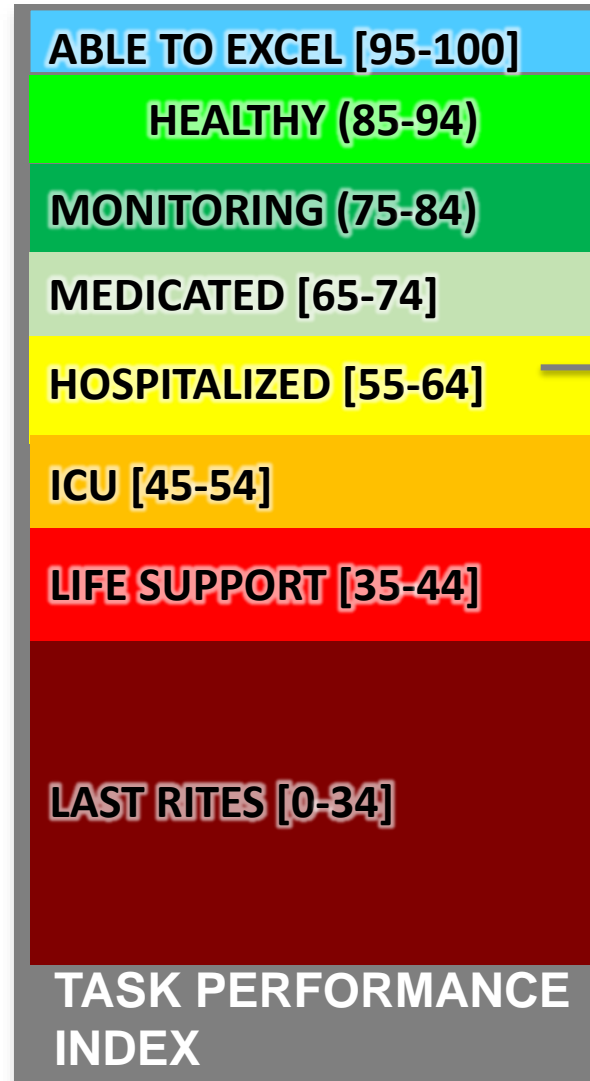 ABLE TO EXCEL [95-100]
HEALTHY (85-94)
MONITORING (75-84)
MEDICATED [65-74]
HOSPITALIZED [55-64]
ICU [45-54]
LIFE SUPPORT [35-44]
LAST RITES [0-34]
TASK PERFORMANCE
INDEX